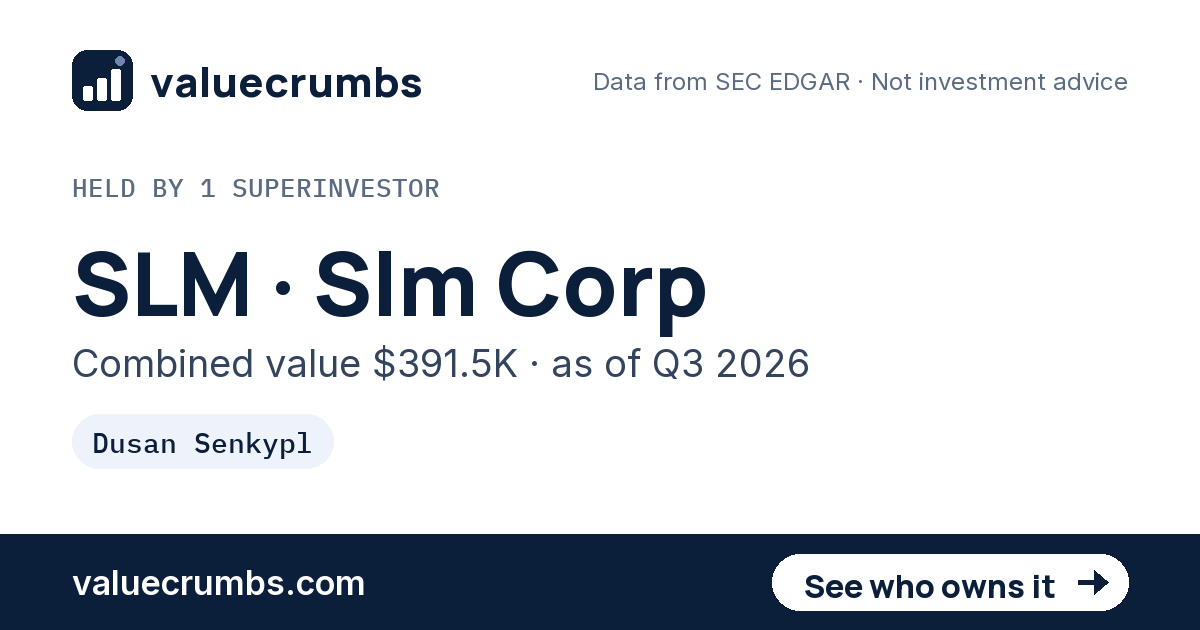 valuecrumbs
Data from SEC EDGAR · Not investment advice
HELD BY 1 SUPERINVESTOR
SLM · Slm Corp
Combined value $391.5K · as of Q3 2026
Dusan Senkypl
valuecrumbs.com
See who owns it →